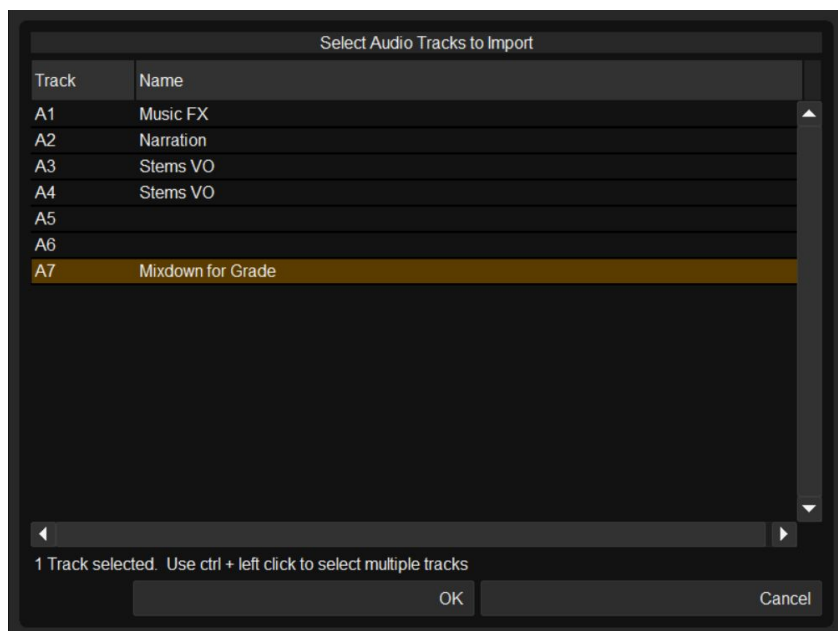 Select Audio Tracks to Import
Track Name
A1 Music FX
A2 Narration
A3 Stems VO
A4 Stems VO
A5
A6
A7 Mixdown for Grade
1 Track selected. Use ctrl + left click to select multiple tracks
OK Cancel